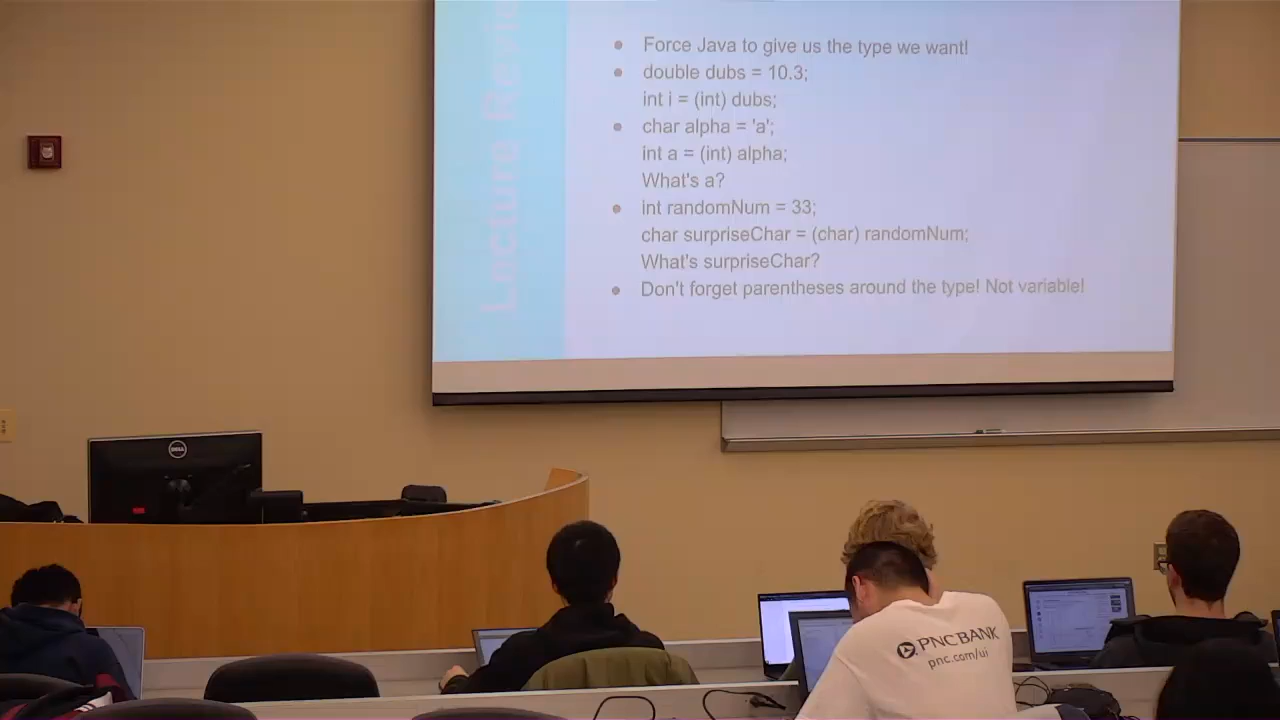 Lecture Revi
Force Java to give us the type we want!
double dubs = 10.3;
int i = (int) dubs;
char alpha = 'a';
int a = (int) alpha;
What's a?
int randomNum = 33;
char surpriseChar = (char) randomNum;
What's surpriseChar?
Don't forget parentheses around the type! Not variable!
DELL
PNC BANK
pnc.com/ui